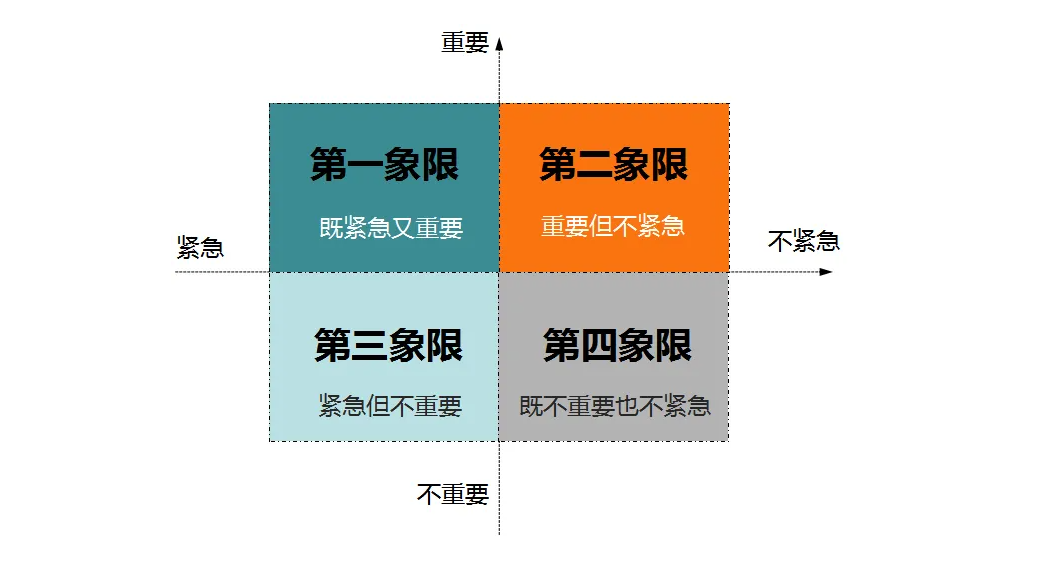 重要
第一象限
既紧急又重要
第二象限
重要但不紧急
紧急
不紧急
第三象限
紧急但不重要
第四象限
既不重要也不紧急
不重要